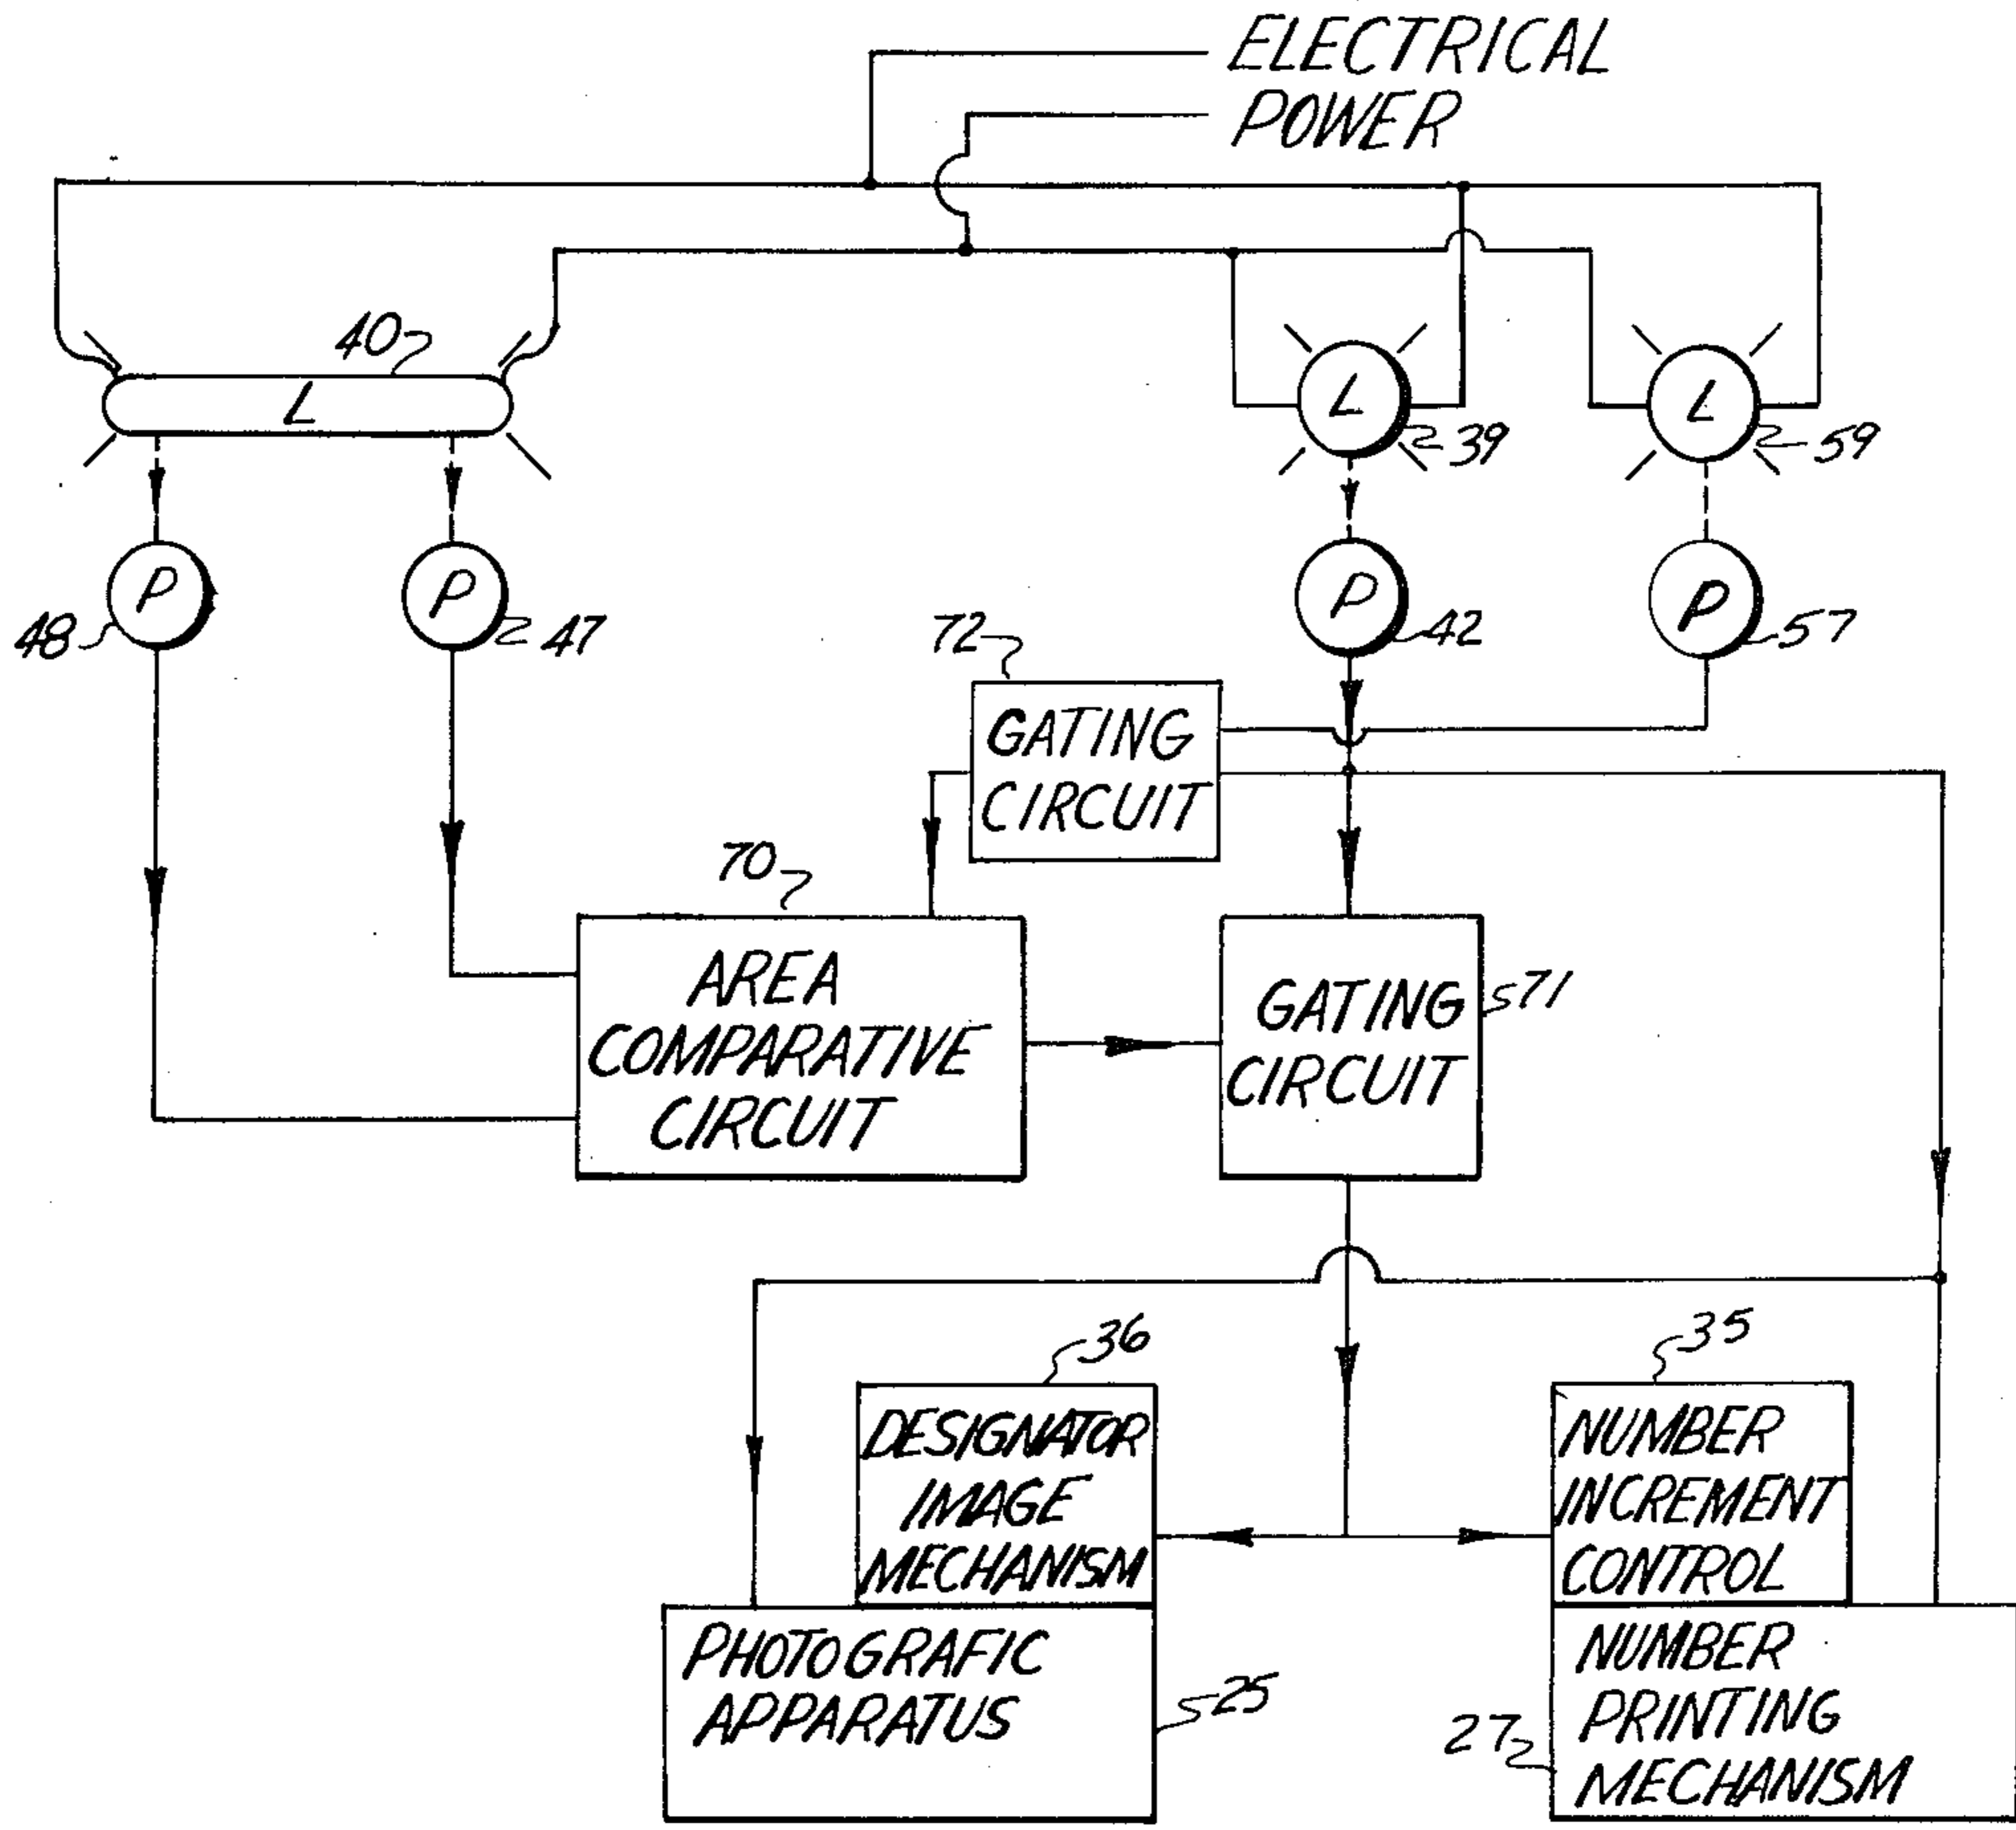 ELECTRICAL
POWER
40
L
L
39
L
59
P
48
P
47
P
42
P
57
72
GATING
CIRCUIT
70
AREA
COMPARATIVE
CIRCUIT
GATING
CIRCUIT
71
36
DESIGNATOR
IMAGE
MECHANISM
35
NUMBER
INCREMENT
CONTROL
PHOTOGRAFIC
APPARATUS
25
NUMBER
PRINTING
MECHANISM
27